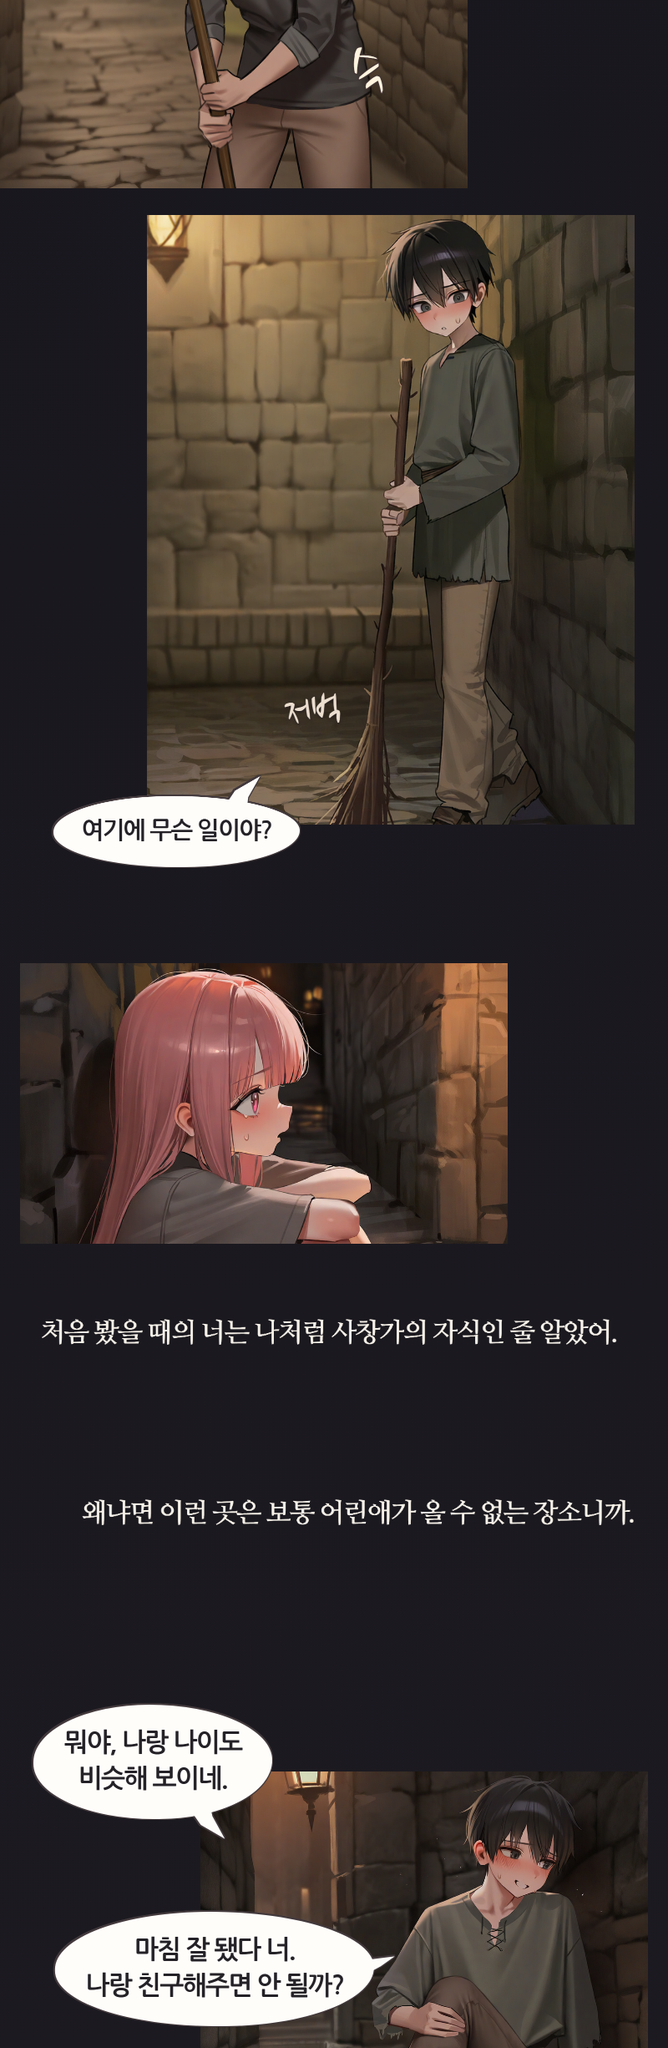 슥
저벅
여기에 무슨 일이야?
처음 봤을 때의 너는 나처럼 사창가의 자식인 줄 알았어.
왜냐면 이런 곳은 보통 어린애가 올 수 없는 장소니까.
뭐야, 나랑 나이도
비슷해 보이네.
마침 잘 됐다 너.
나랑 친구해주면 안 될까?